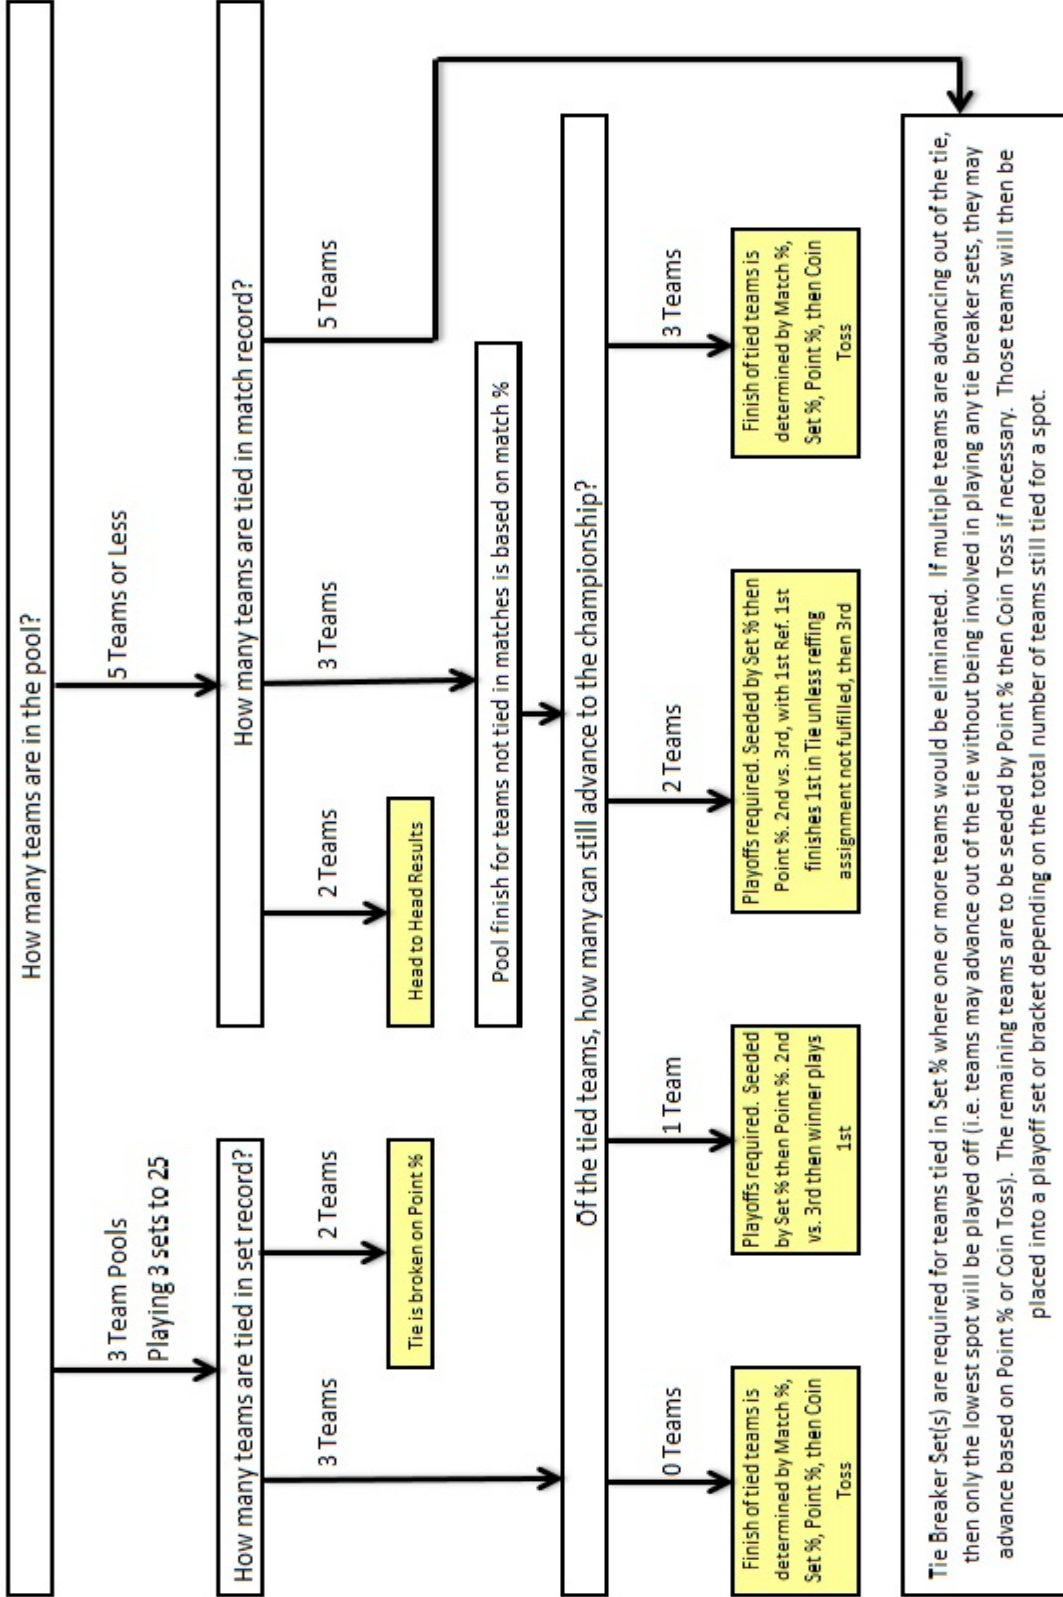 How many teams are in the pool?
3 Team Pools
Playing 3 sets to 25
5 Teams or Less
How many teams are tied in set record?
How many teams are tied in match record?
3 Teams
2 Teams
2 Teams
3 Teams
5 Teams
Tie is broken on Point %
Head to Head Results
Pool finish for teams not tied in matches is based on match %
Of the tied teams, how many can still advance to the championship?
0 Teams
1 Team
2 Teams
3 Teams
Finish of tied teams is
determined by Match %,
Set %, Point %, then Coin
Toss
Playoffs required. Seeded
by Set % then Point %. 2nd
vs. 3rd then winner plays
1st
Playoffs required. Seeded by Set % then
Point %. 2nd vs. 3rd, with 1st Ref. 1st
finishes 1st in Tie unless reffing
assignment not fulfilled, then 3rd
Finish of tied teams is
determined by Match %,
Set %, Point %, then Coin
Toss
Tie Breaker Set(s) are required for teams tied in Set % where one or more teams would be eliminated. If multiple teams are advancing out of the tie,
then only the lowest spot will be played off (i.e. teams may advance out of the tie without being involved in playing any tie breaker sets, they may
advance based on Point % or Coin Toss). The remaining teams are to be seeded by Point % then Coin Toss if necessary. Those teams will then be
placed into a playoff set or bracket depending on the total number of teams still tied for a spot.